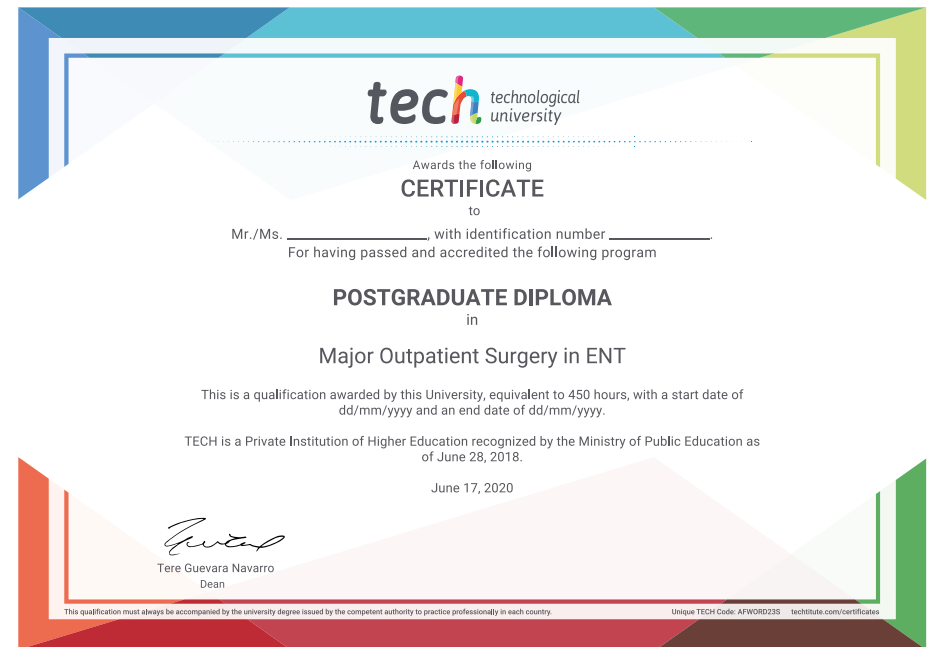 tech technological
university
Awards the following
CERTIFICATE
to
Mr./Ms. ____________________, with identification number ______________.
For having passed and accredited the following program
POSTGRADUATE DIPLOMA
in
Major Outpatient Surgery in ENT
This is a qualification awarded by this University, equivalent to 450 hours, with a start date of
dd/mm/yyyy and an end date of dd/mm/yyyy.
TECH is a Private Institution of Higher Education recognized by the Ministry of Public Education as
of June 28, 2018.
June 17, 2020
Tere Guevara Navarro
Dean
This qualification must always be accompanied by the university degree issued by the competent authority to practice professionally in each country.
Unique TECH Code: AFWORD23S techtitute.com/certificates